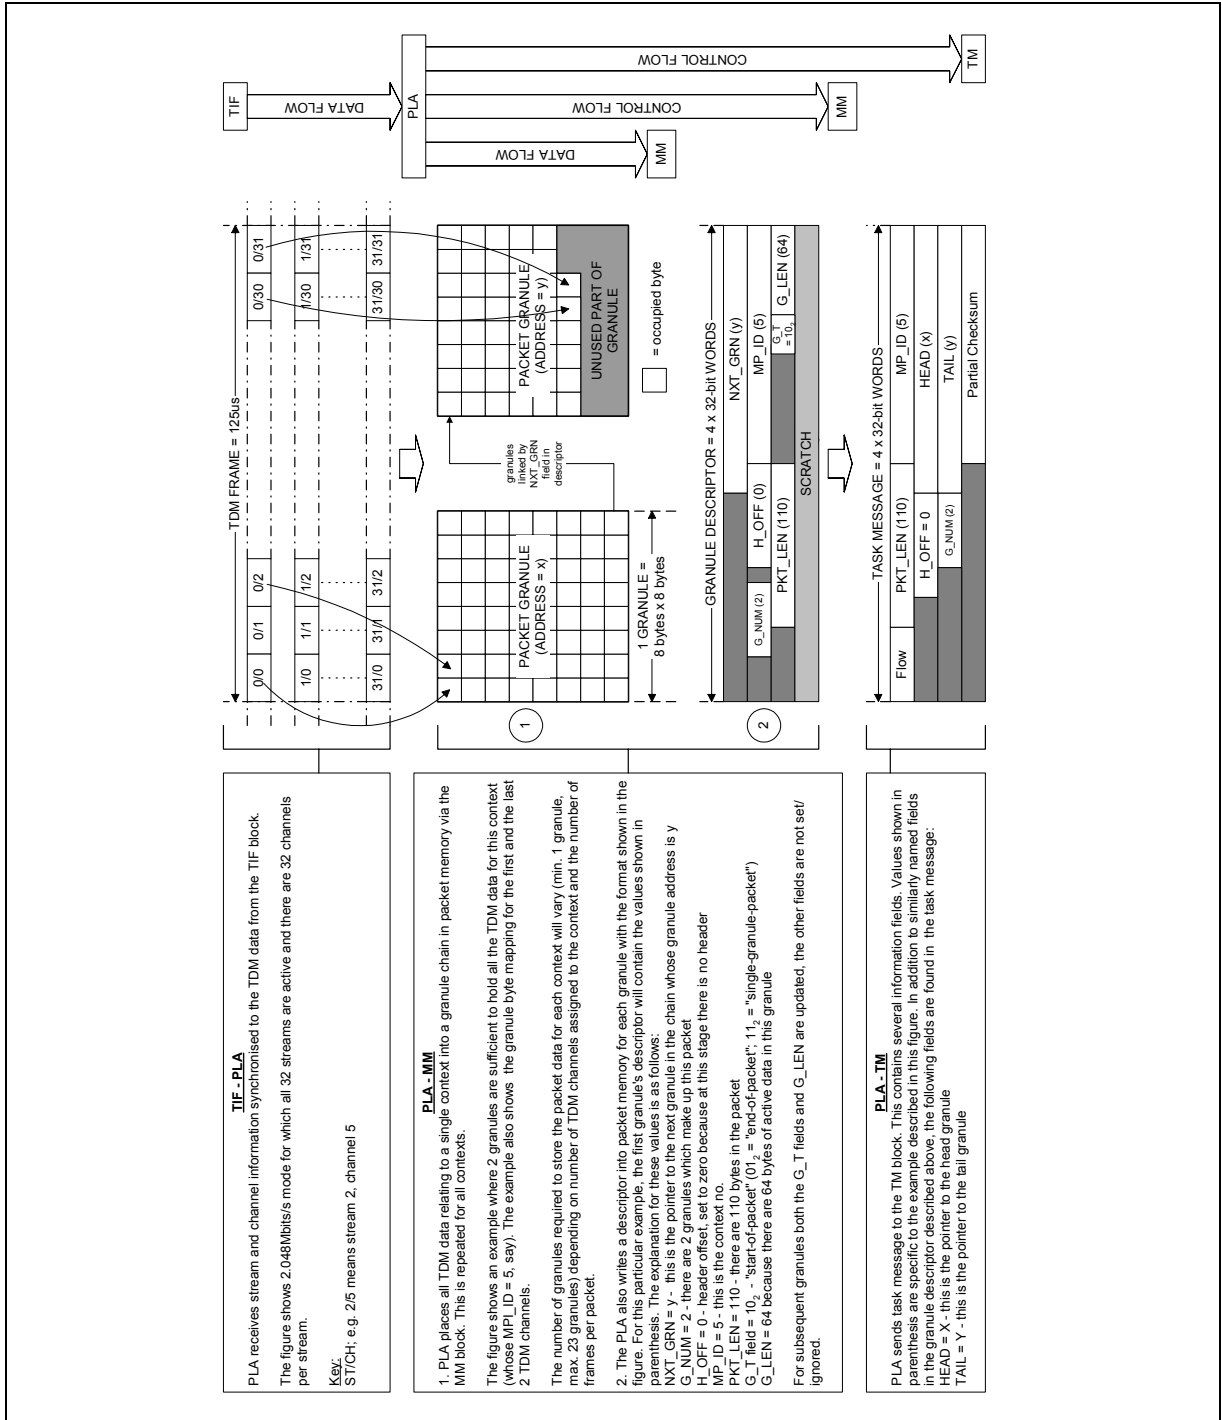 TIF - PLA
PLA receives stream and channel information synchronised to the TDM data from the TIF block.
The figure shows 2.048Mbits/s mode for which all 32 streams are active and there are 32 channels
per stream.
Key:
ST/CH; e.g. 2/5 means stream 2, channel 5
PLA - MM
1. PLA places all TDM data relating to a single context into a granule chain in packet memory via the
MM block. This is repeated for all contexts.
The figure shows an example where 2 granules are sufficient to hold all the TDM data for this context
(whose MPI_ID = 5, say). The example also shows the granule byte mapping for the first and the last
2 TDM channels.
The number of granules required to store the packet data for each context will vary (min. 1 granule,
max. 23 granules) depending on number of TDM channels assigned to the context and the number of
frames per packet.
2. The PLA also writes a descriptor into packet memory for each granule with the format shown in the
figure. For this particular example, the first granule's descriptor will contain the values shown in
parenthesis. The explanation for these values is as follows:
NXT_GRN = y - this is the pointer to the next granule in the chain whose granule address is y
G_NUM = 2 - there are 2 granules which make up this packet
H_OFF = 0 - header offset, set to zero because at this stage there is no header
MP_ID = 5 - this is the context no.
PKT_LEN = 110 - there are 110 bytes in the packet
G_T field = 10₂ - "start-of-packet" (01₂ = "end-of-packet"; 11₂ = "single-granule-packet")
G_LEN = 64 because there are 64 bytes of active data in this granule
For subsequent granules both the G_T fields and G_LEN are updated, the other fields are not set/
ignored.
PLA - TM
PLA sends task message to the TM block. This contains several information fields. Values shown in
parenthesis are specific to the example described in this figure. In addition to similarly named fields
in the granule descriptor described above, the following fields are found in the task message:
HEAD = X - this is the pointer to the head granule
TAIL = Y - this is the pointer to the tail granule
TDM FRAME = 125us
0/0 0/1 0/2 0/30 0/31
1/0 1/1 1/2 1/30 1/31
31/0 31/1 31/2 31/30 31/31
1
PACKET GRANULE
(ADDRESS = x)
1 GRANULE =
8 bytes x 8 bytes
granules
linked by
NXT_GRN
field in
descriptor
PACKET GRANULE
(ADDRESS = y)
UNUSED PART OF
GRANULE
= occupied byte
2
GRANULE DESCRIPTOR = 4 x 32-bit WORDS
NXT_GRN (y)
G_NUM (2) H_OFF (0) MP_ID (5)
PKT_LEN (110) G_T = 10₂ G_LEN (64)
SCRATCH
TASK MESSAGE = 4 x 32-bit WORDS
Flow PKT_LEN (110) MP_ID (5)
H_OFF = 0 HEAD (x)
G_NUM (2) TAIL (y)
Partial Checksum
TIF
DATA FLOW
PLA
DATA FLOW
MM
CONTROL FLOW
MM
CONTROL FLOW
TM